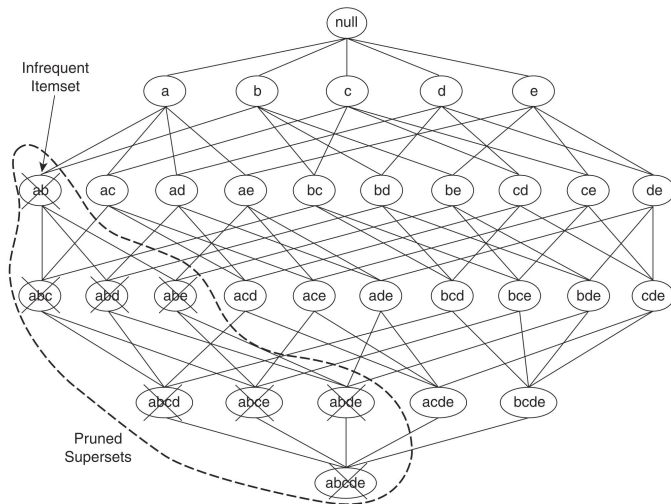 null
Infrequent
Itemset
a b c d e
ab ac ad ae bc bd be cd ce de
abc abd abe acd ace ade bcd bce bde cde
abcd abce abde acde bcde
Pruned
Supersets
abcde